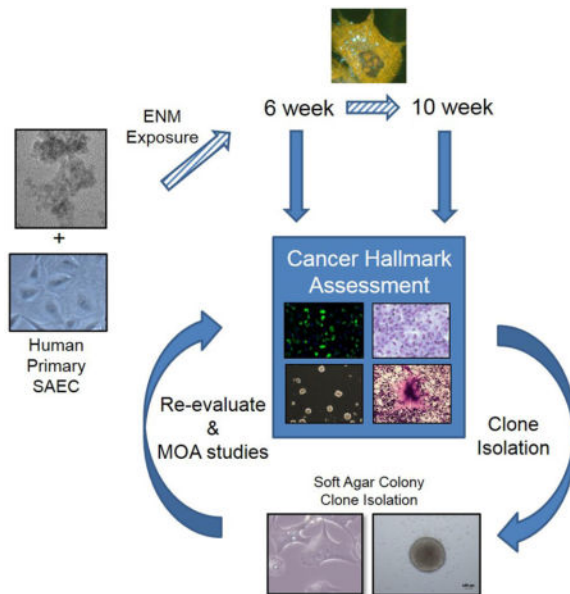 6 week
10 week
ENM
Exposure
+
Human
Primary
SAEC
Cancer Hallmark
Assessment
Re-evaluate
&
MOA studies
Clone
Isolation
Soft Agar Colony
Clone Isolation